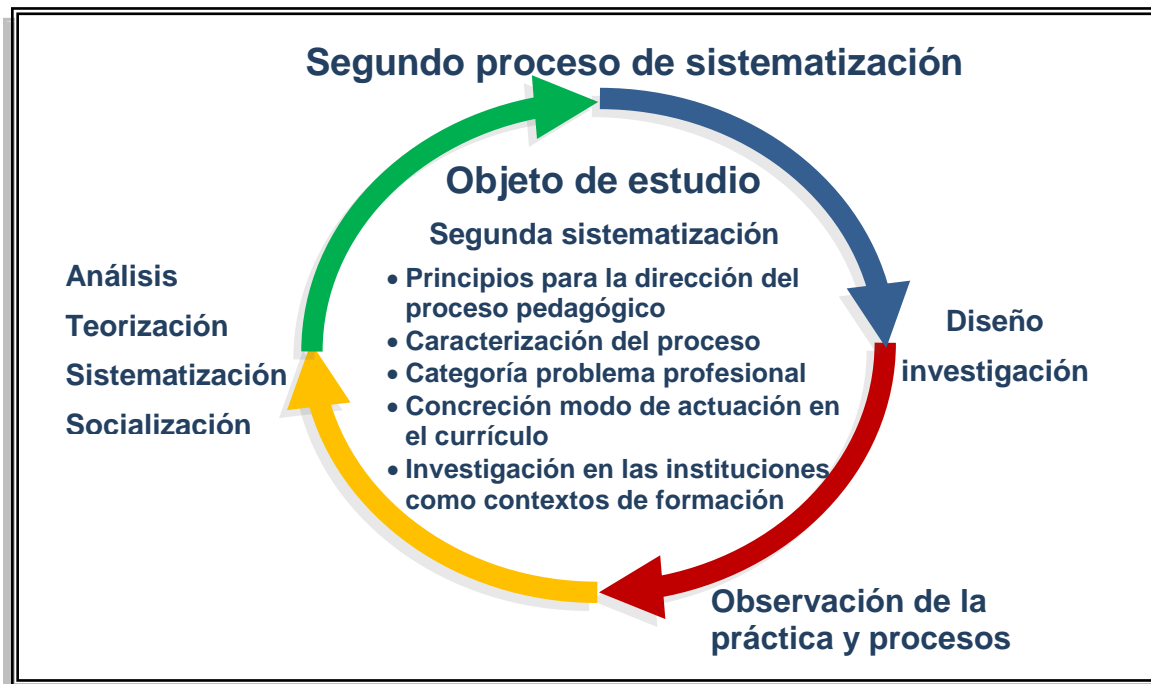 Segundo proceso de sistematización
Objeto de estudio
Segunda sistematización
• Principios para la dirección del
proceso pedagógico
• Caracterización del proceso
• Categoría problema profesional
• Concreción modo de actuación en
el currículo
• Investigación en las instituciones
como contextos de formación
Análisis
Teorización
Sistematización
Socialización
Diseño
investigación
Observación de la
práctica y procesos